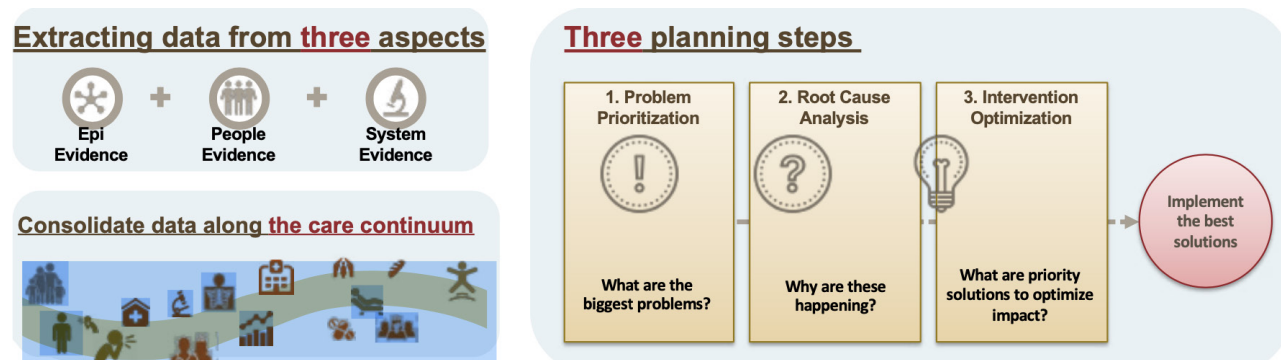 Extracting data from three aspects
+ +
Epi
Evidence
People
Evidence
System
Evidence
Consolidate data along the care continuum
Three planning steps
1. Problem
Prioritization
!
What are the
biggest problems?
2. Root Cause
Analysis
?
Why are these
happening?
3. Intervention
Optimization
What are priority
solutions to optimize
impact?
Implement
the best
solutions